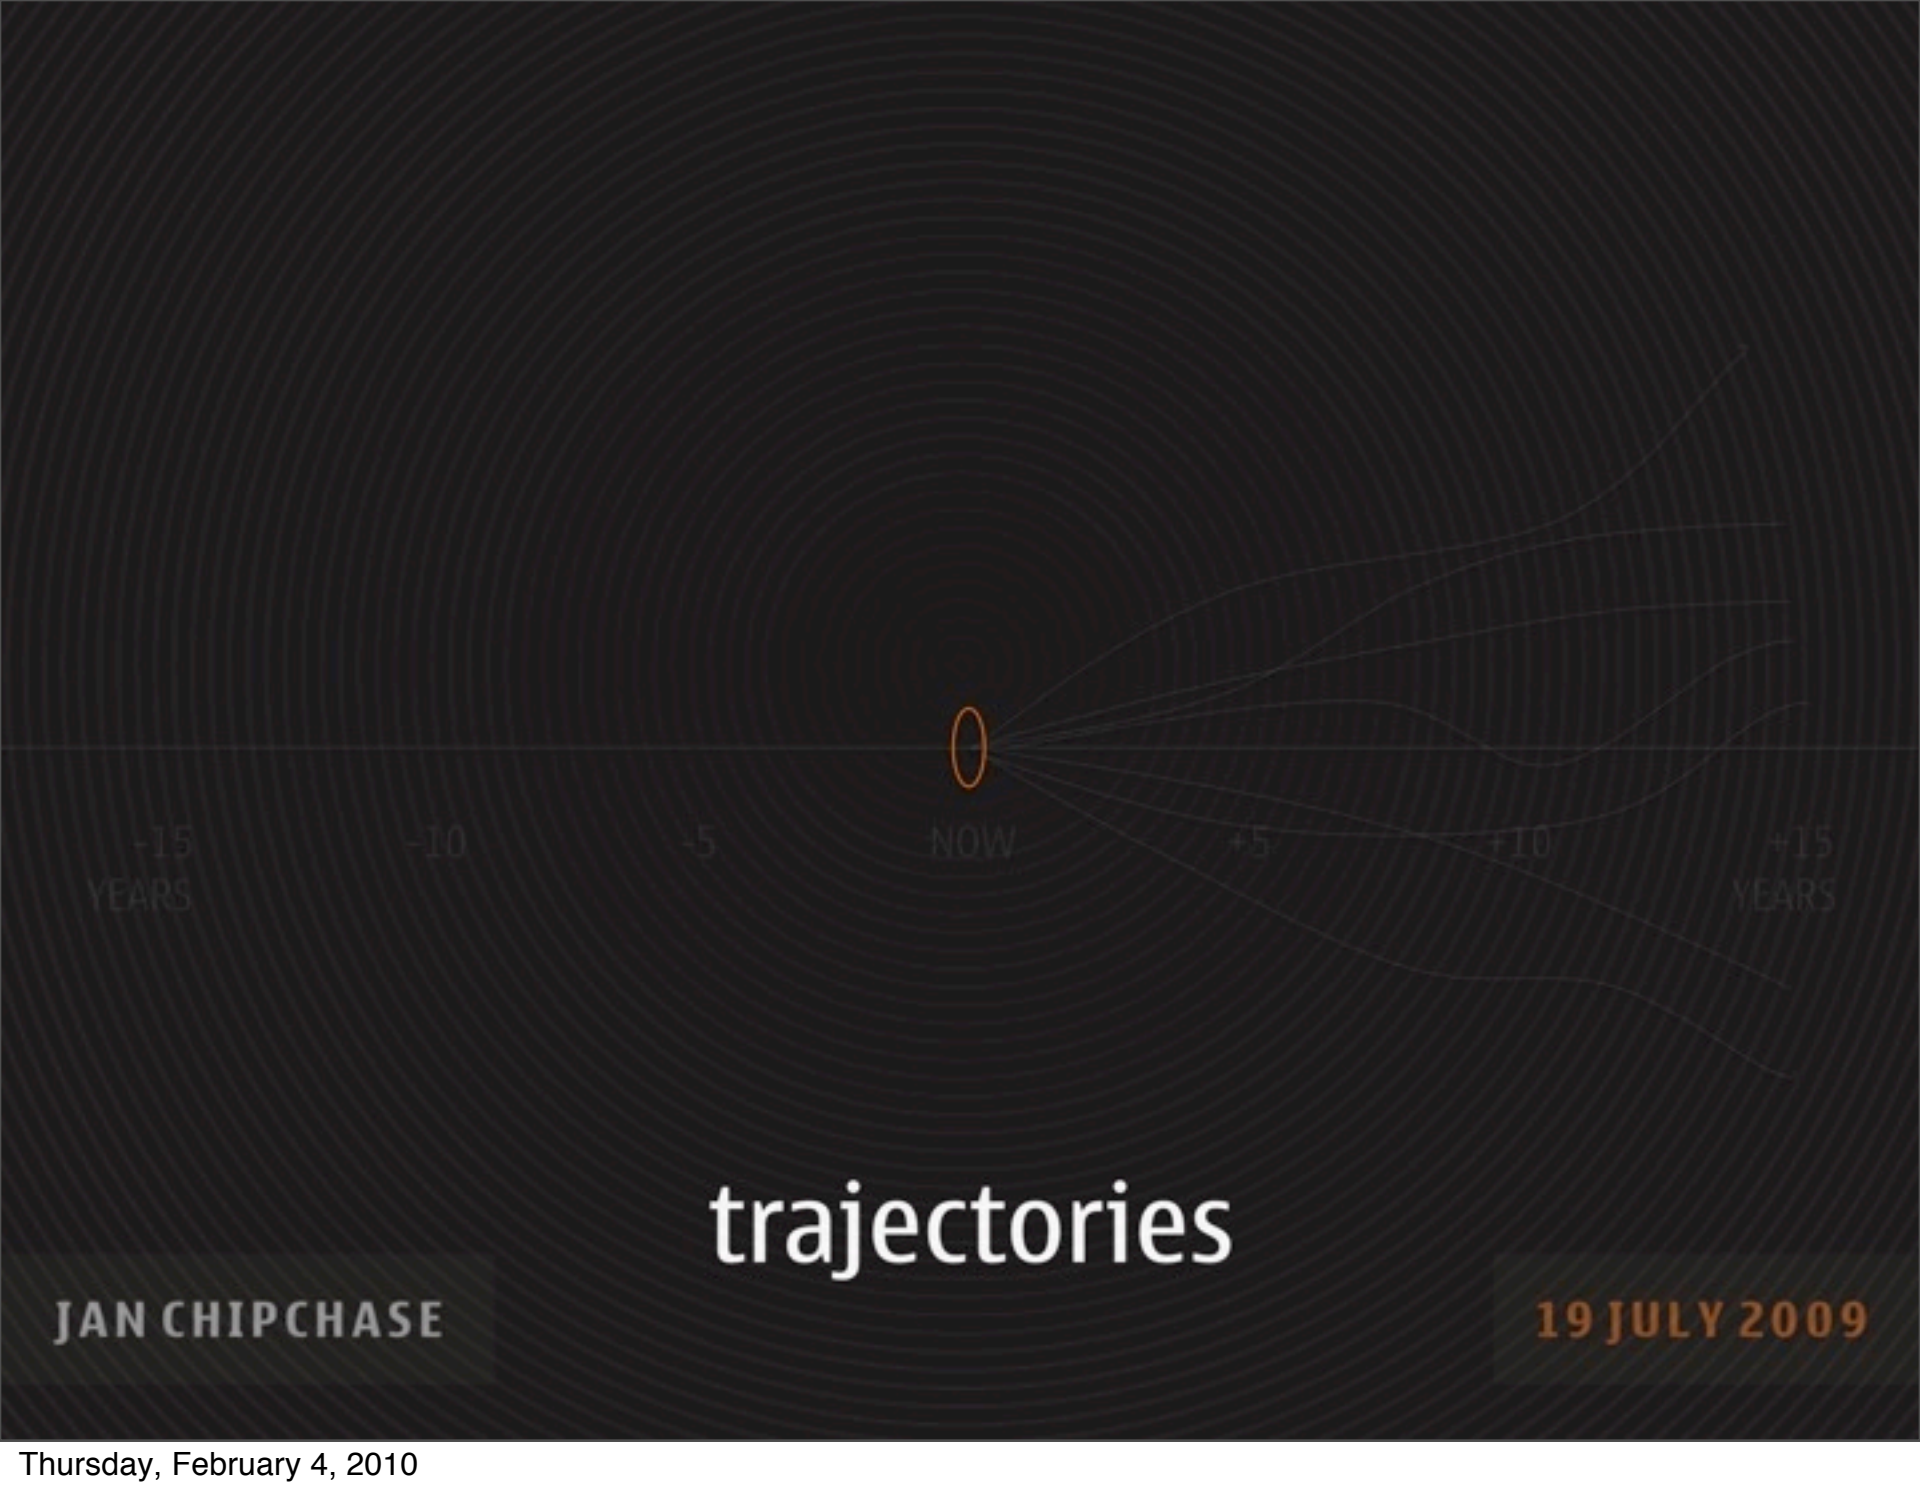 -15 -10 -5 NOW +5 +10 +15
YEARS YEARS
trajectories
JAN CHIPCHASE 19 JULY 2009
Thursday, February 4, 2010